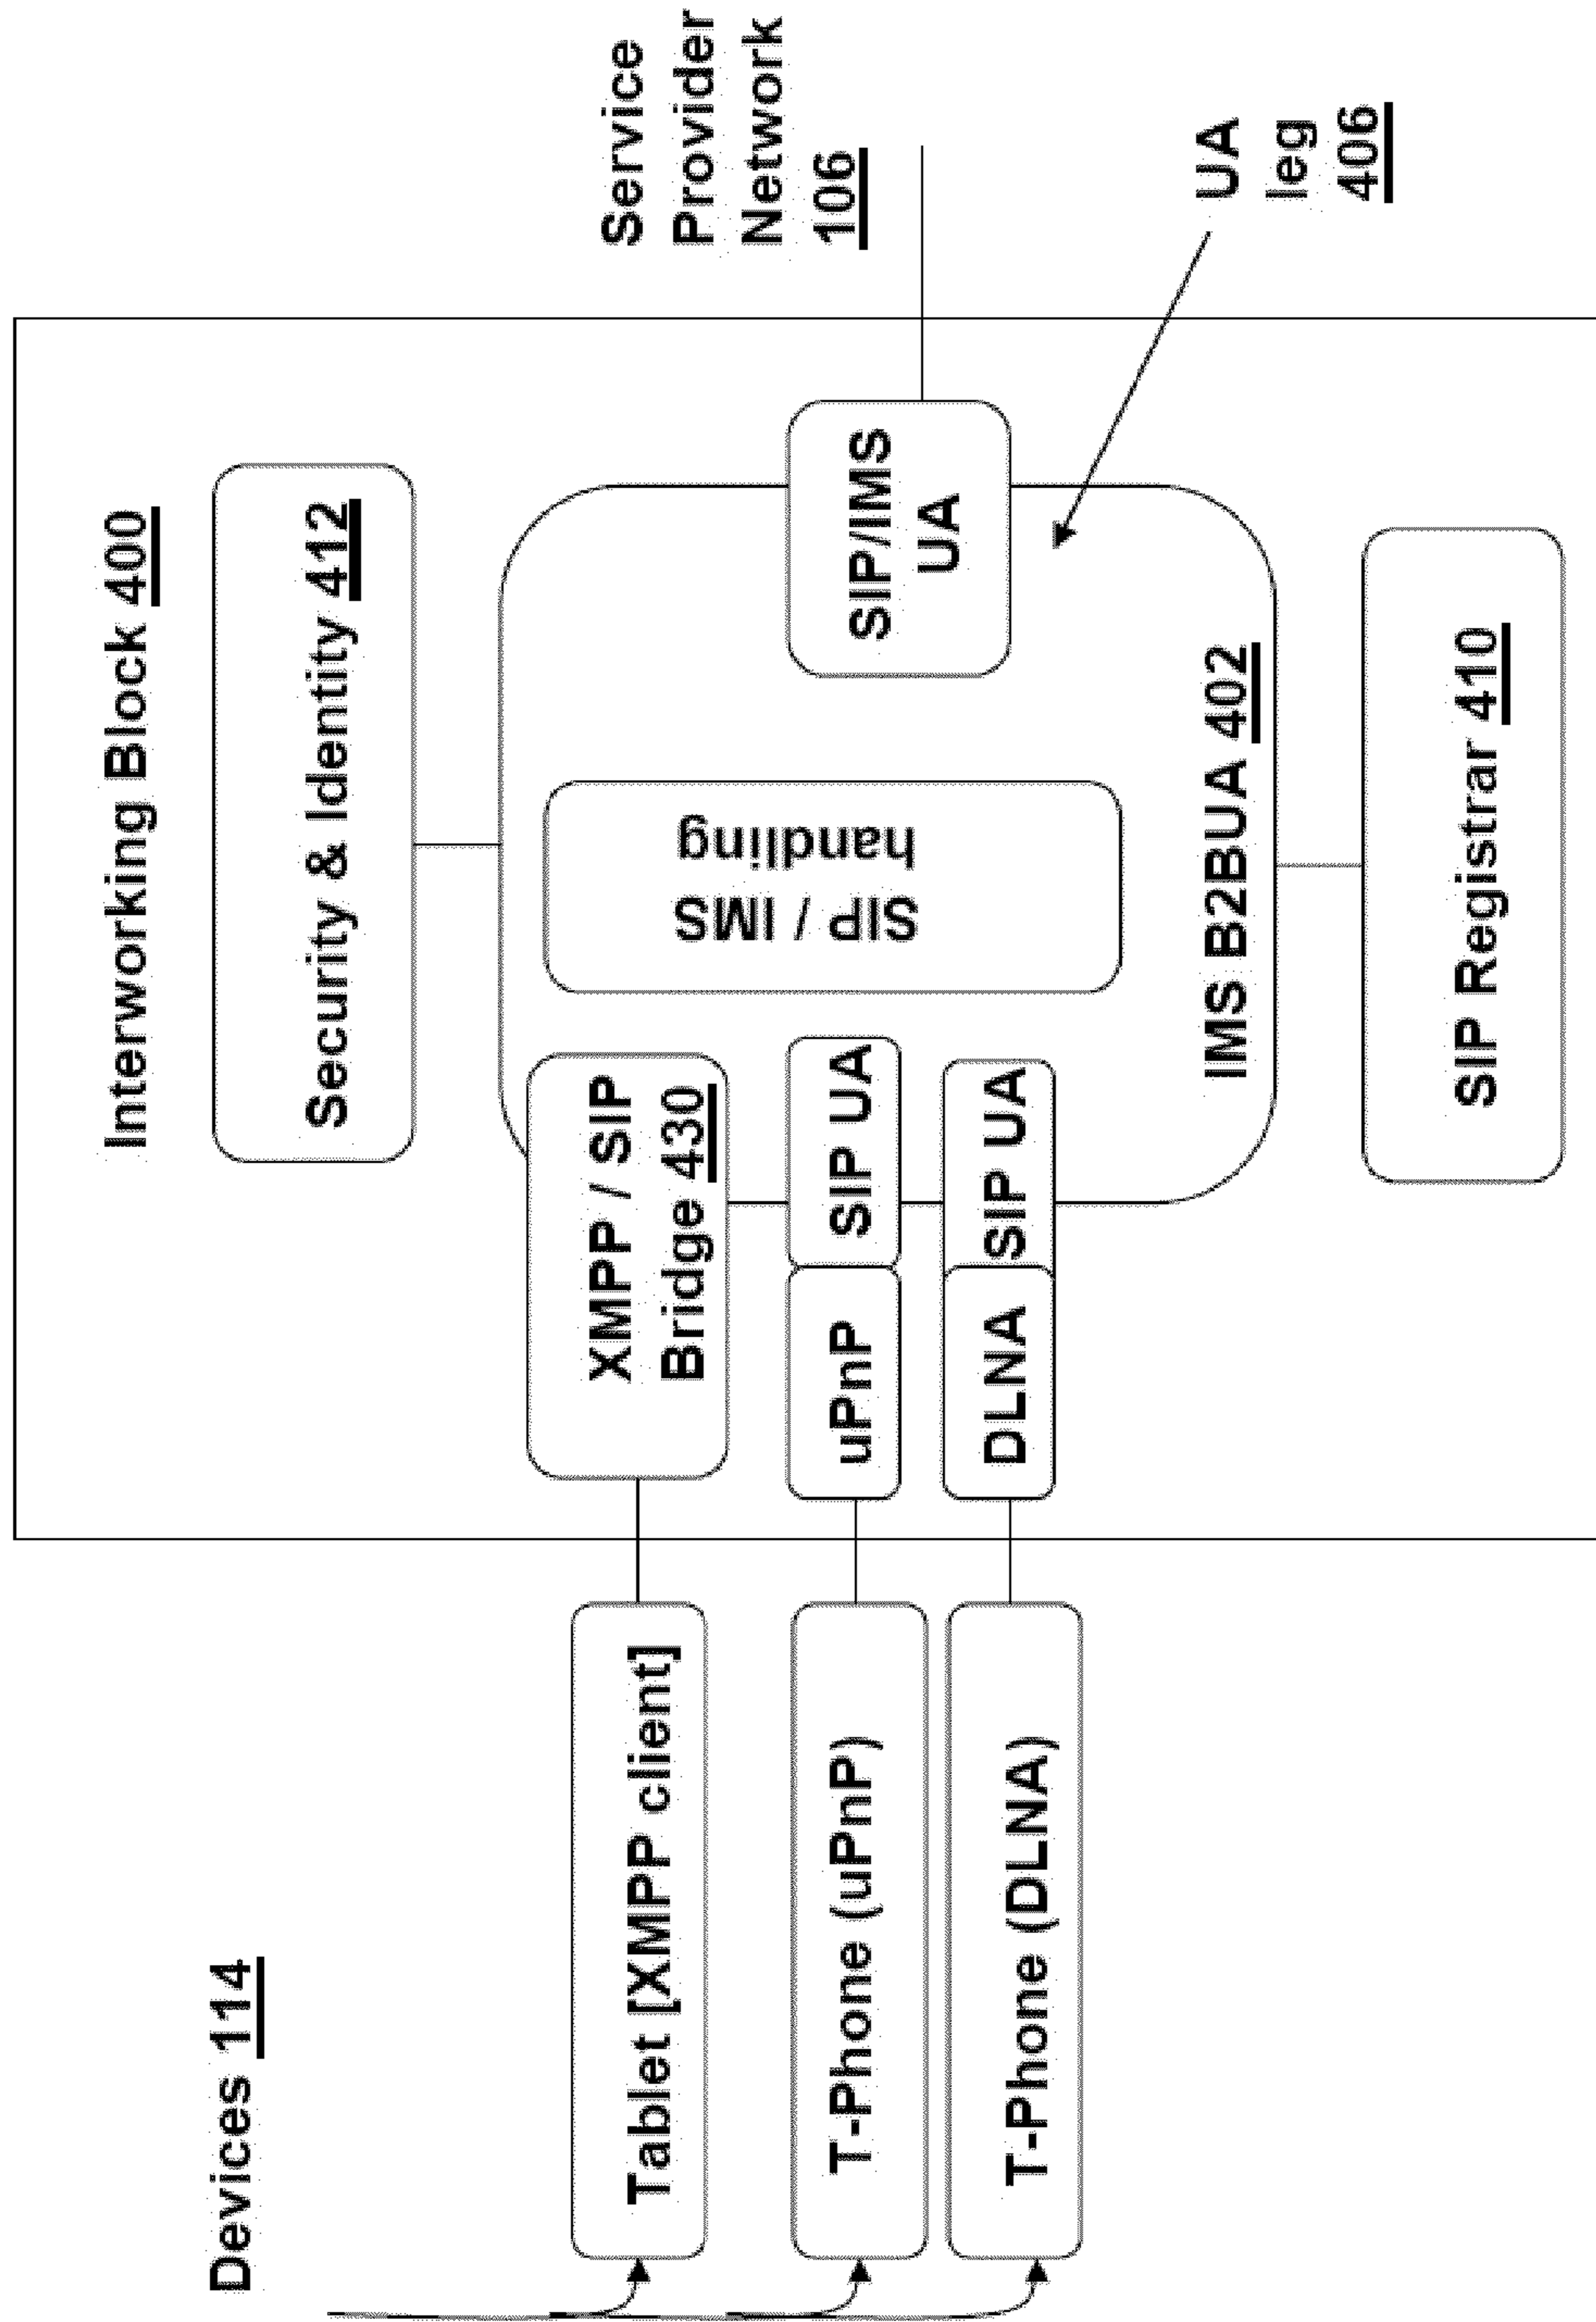 Devices 114
Tablet [XMPP client]
T-Phone (uPnP)
T-Phone (DLNA)
Interworking Block 400
Security & Identity 412
XMPP / SIP
Bridge 430
uPnP
SIP UA
DLNA
SIP UA
SIP / IMS
handling
SIP/IMS
UA
IMS B2BUA 402
SIP Registrar 410
Service
Provider
Network
106
UA
leg
406